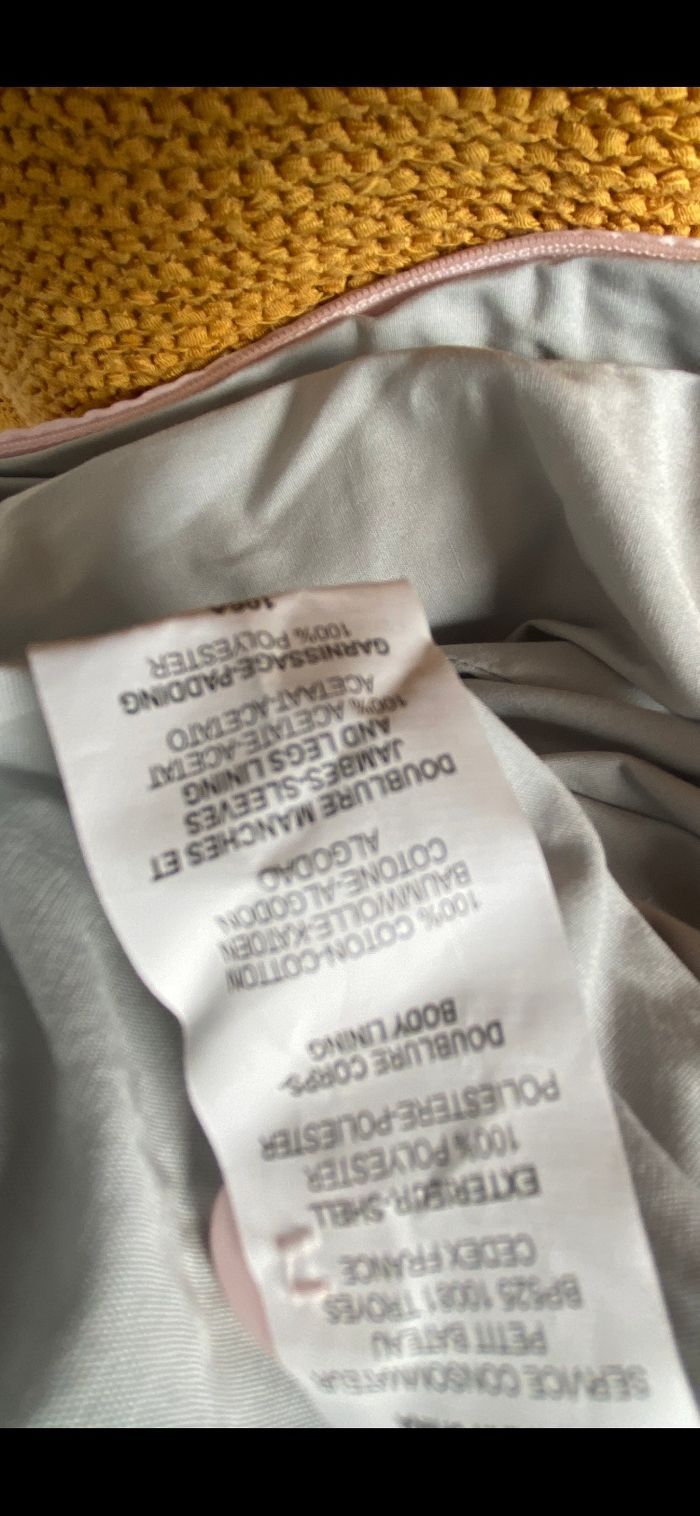 SERVICE CONSOMMATEUR
PETIT BATEAU
BP525 10081 TROYES
CEDEX FRANCE
EXTERIEUR-SHELL
100% POLYESTER
POLIESTERE-POLIESTER
DOUBLURE CORPS-
BODY LINING
100% COTON-COTTON
BAUMWOLLE-KATOEN
COTONE-ALGODON
ALGODAO
DOUBLURE MANCHES ET
JAMBES-SLEEVES
AND LEGS LINING
100% ACETATE-ACETAT
ACETAAT-ACETATO
GARNISSAGE-PADDING
100% POLYESTER